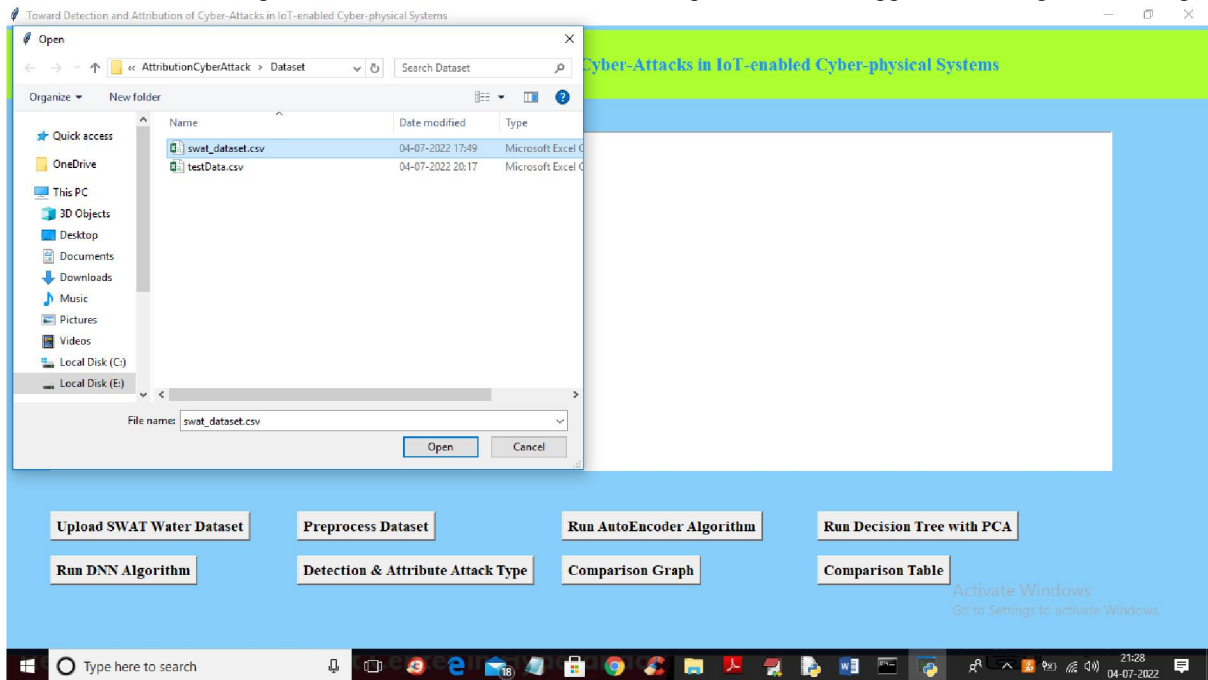 Toward Detection and Attribution of Cyber-Attacks in IoT-enabled Cyber-physical Systems
Open
Cyber-Attacks in IoT-enabled Cyber-physical Systems
« AttributionCyberAttack > Dataset
Search Dataset
Organize
New folder
Name
Date modified
Type
Quick access
swat_dataset.csv
04-07-2022 17:49
Microsoft Excel C
OneDrive
testData.csv
04-07-2022 20:17
Microsoft Excel C
This PC
3D Objects
Desktop
Documents
Downloads
Music
Pictures
Videos
Local Disk (C:)
Local Disk (E:)
File name: swat_dataset.csv
Open
Cancel
Upload SWAT Water Dataset
Preprocess Dataset
Run AutoEncoder Algorithm
Run Decision Tree with PCA
Run DNN Algorithm
Detection & Attribute Attack Type
Comparison Graph
Comparison Table
Activate Windows
Go to Settings to activate Windows.
Type here to search
18
21:28
04-07-2022